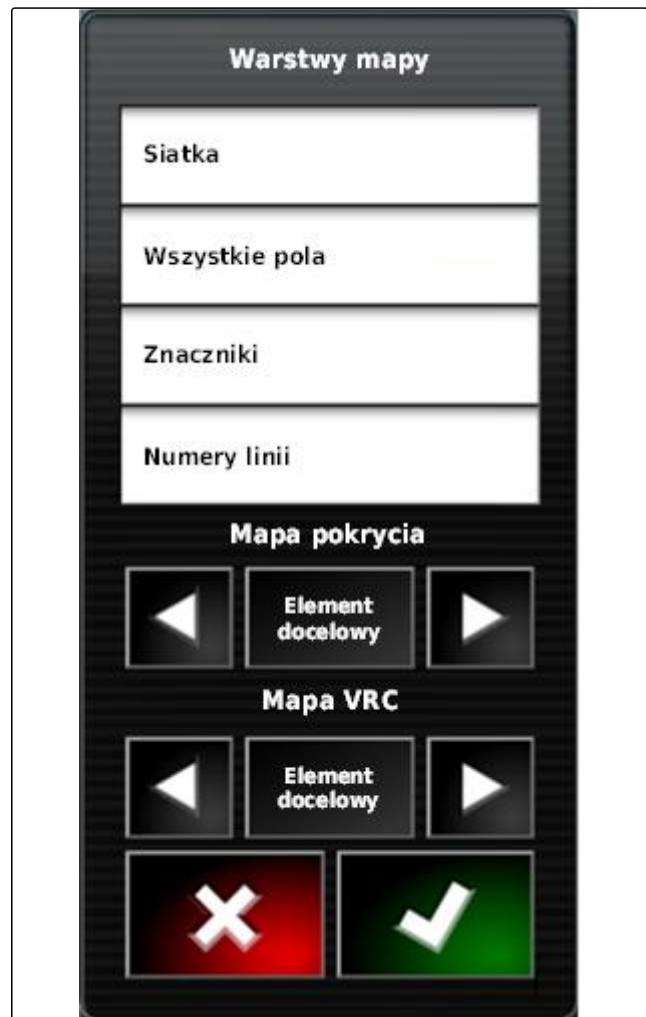 Warstwy mapy
Siatka
Wszystkie pola
Znaczniki
Numery linii
Mapa pokrycia
Element
docelowy
Mapa VRC
Element
docelowy